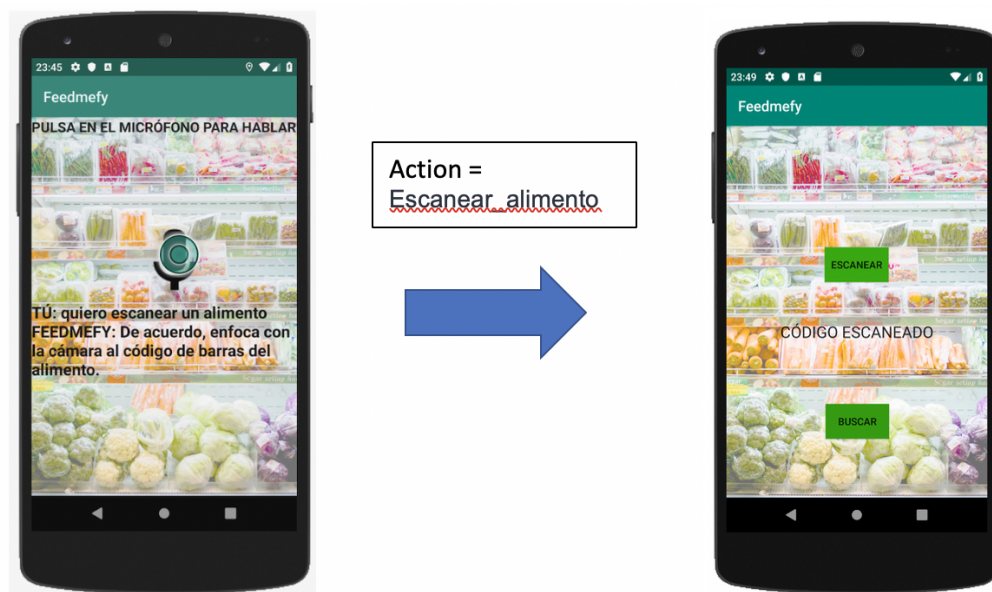 23:45
Feedmefy
PULSA EN EL MICRÓFONO PARA HABLAR
TÚ: quiero escanear un alimento
FEEDMEFY: De acuerdo, enfoca con
la cámara al código de barras del
alimento.
Action =
Escanear_alimento
23:49
Feedmefy
ESCANEAR
CÓDIGO ESCANEADO
BUSCAR